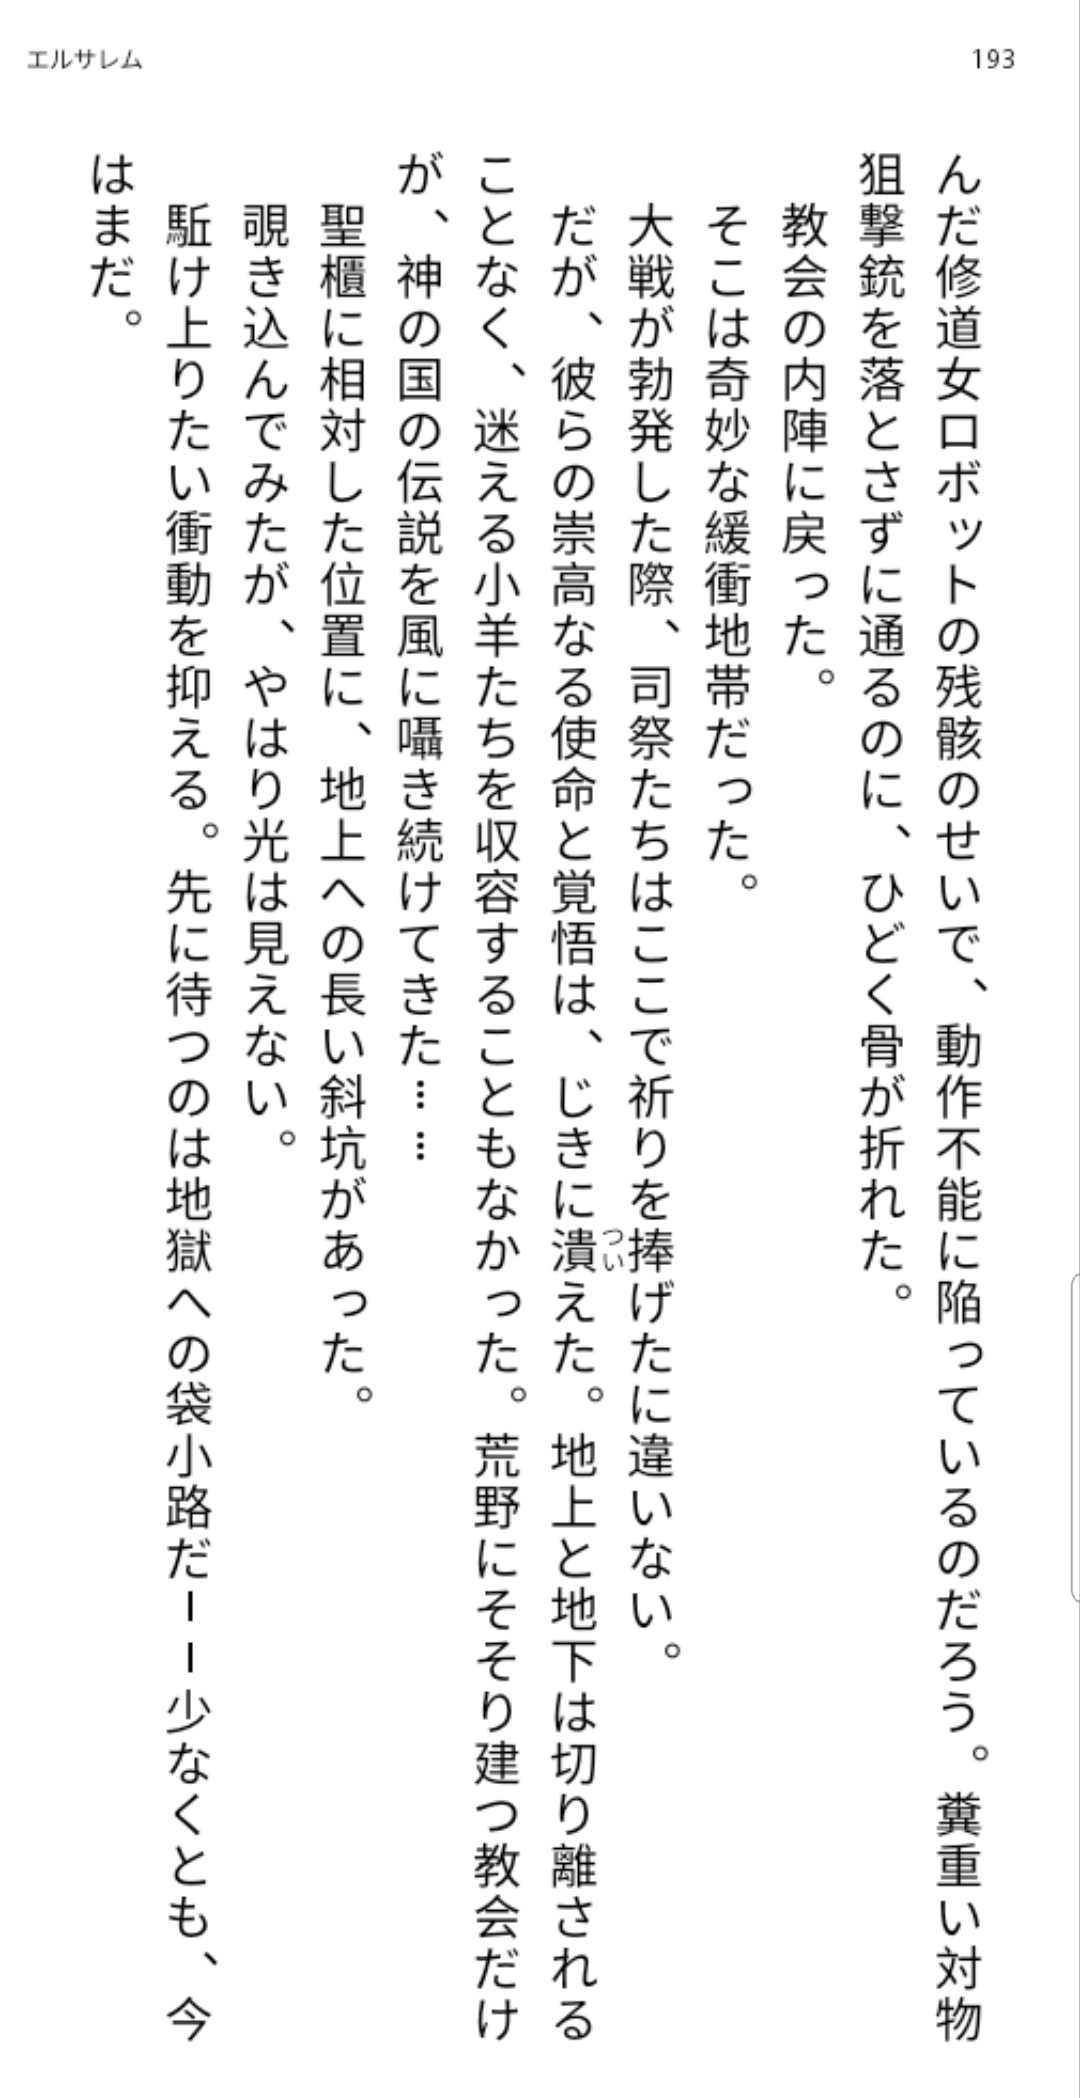 エルサレム
193
んだ修道女ロボットの残骸のせいで、動作不能に陥っているのだろう。糞重い対物
狙撃銃を落とさずに通るのに、ひどく骨が折れた。
教会の内陣に戻った。
そこは奇妙な緩衝地帯だった。
大戦が勃発した際、司祭たちはここで祈りを捧げたに違いない。
だが、彼らの崇高なる使命と覚悟は、じきに潰えた。地上と地下は切り離される
つい
ことなく、迷える小羊たちを収容することもなかった。荒野にそそり建つ教会だけ
が、神の国の伝説を風に囁き続けてきた……
聖櫃に相対した位置に、地上への長い斜坑があった。
覗き込んでみたが、やはり光は見えない。
駈け上りたい衝動を抑える。先に待つのは地獄への袋小路だ――少なくとも、今
はまだ。